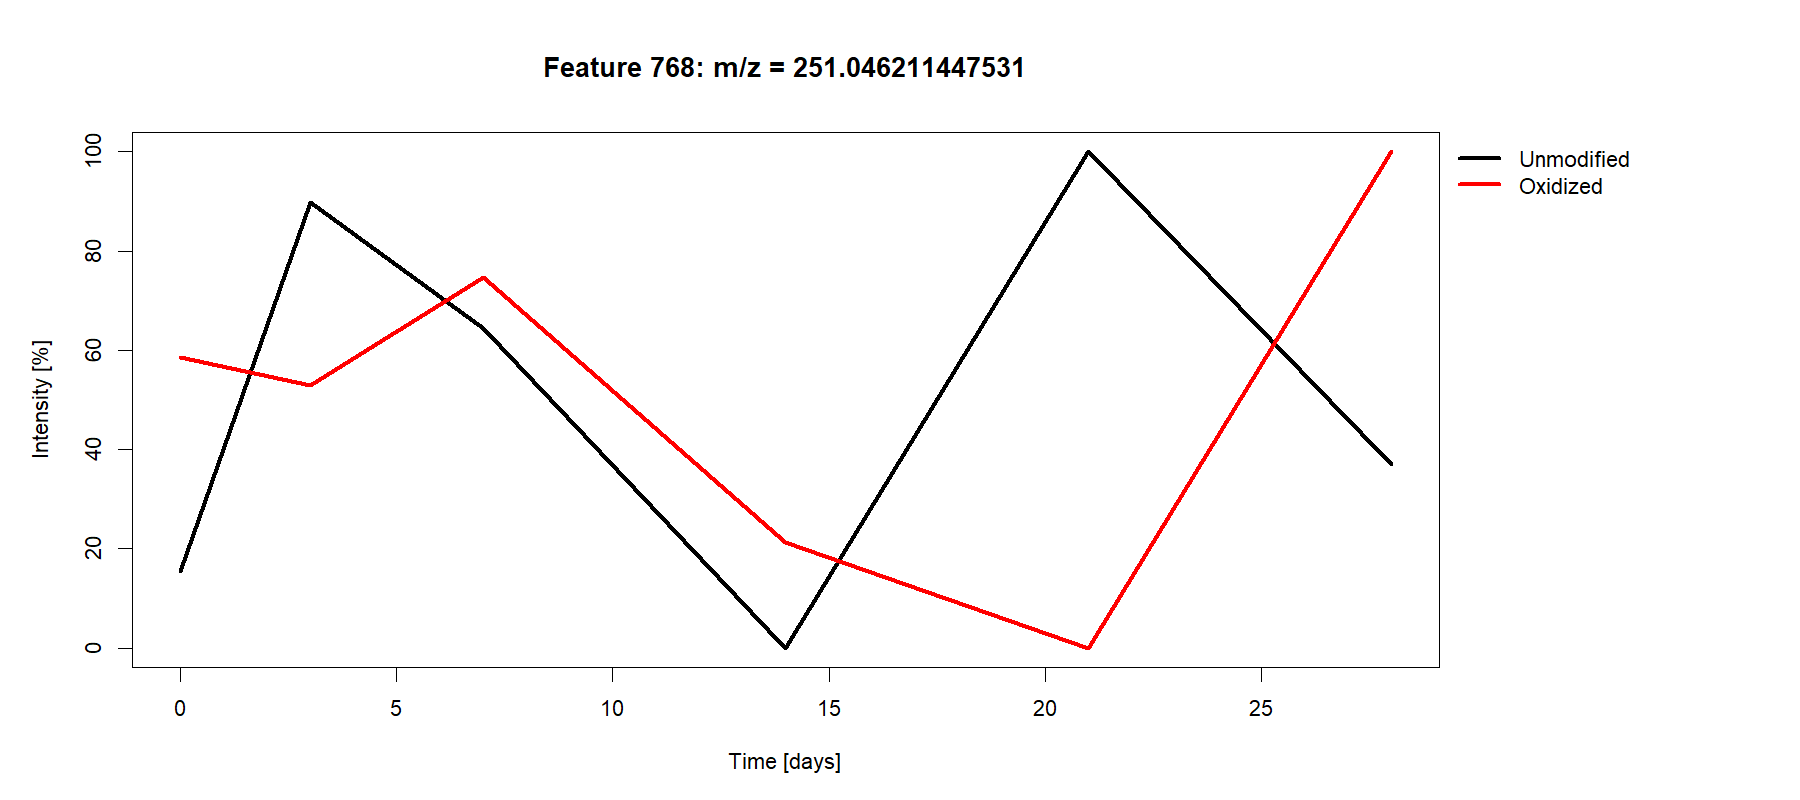 Feature 768: m/z = 251.046211447531
Unmodified
Oxidized
Intensity [%]
100
80
60
40
20
0
0 5 10 15 20 25
Time [days]